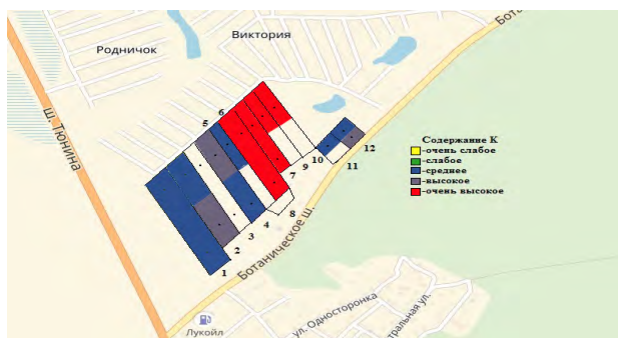 Бота
Виктория
Родничок
ш. Тюнина
5
6
Содержание К
-очень слабое
-слабое
-среднее
-высокое
-очень высокое
12
10
11
9
7
8
4
3
2
1
Ботаническое ш.
ул. Односторонка
тральная ул.
Лукойл